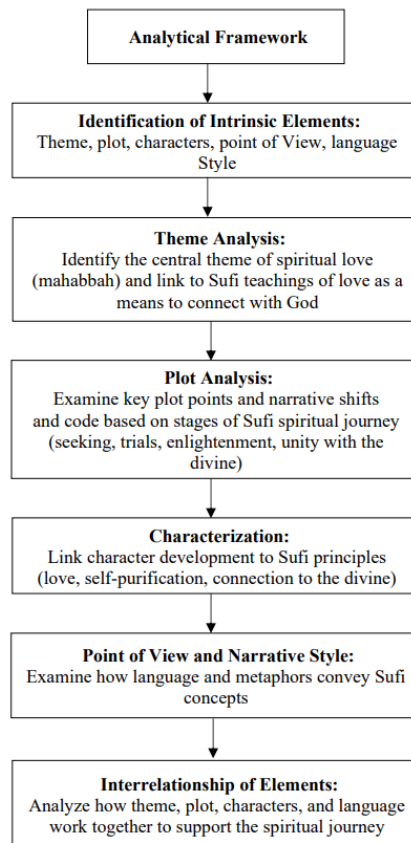 Analytical Framework
Identification of Intrinsic Elements:
Theme, plot, characters, point of View, language
Style
Theme Analysis:
Identify the central theme of spiritual love
(mahabbah) and link to Sufi teachings of love as a
means to connect with God
Plot Analysis:
Examine key plot points and narrative shifts
and code based on stages of Sufi spiritual journey
(seeking, trials, enlightenment, unity with the
divine)
Characterization:
Link character development to Sufi principles
(love, self-purification, connection to the divine)
Point of View and Narrative Style:
Examine how language and metaphors convey Sufi
concepts
Interrelationship of Elements:
Analyze how theme, plot, characters, and language
work together to support the spiritual journey